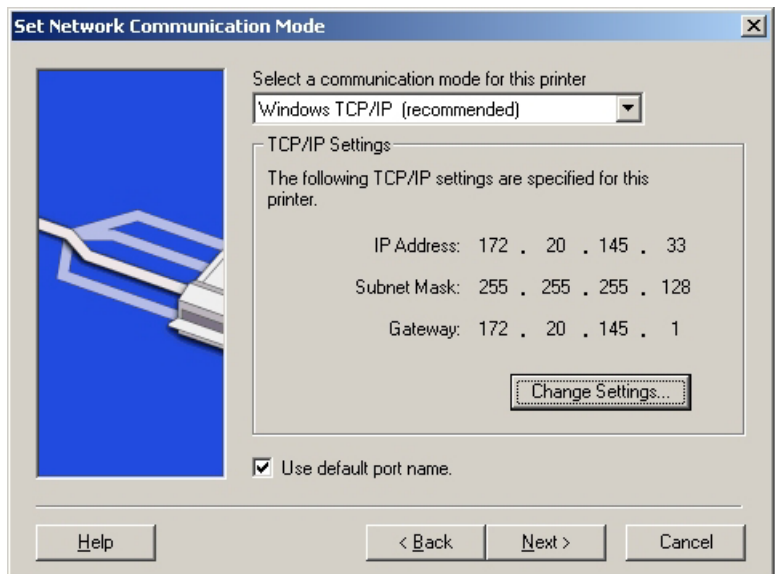 Set Network Communication Mode
Select a communication mode for this printer
Windows TCP/IP (recommended)
TCP/IP Settings
The following TCP/IP settings are specified for this
printer.
IP Address: 172 . 20 . 145 . 33
Subnet Mask: 255 . 255 . 255 . 128
Gateway: 172 . 20 . 145 . 1
Change Settings...
Use default port name.
Help < Back Next > Cancel